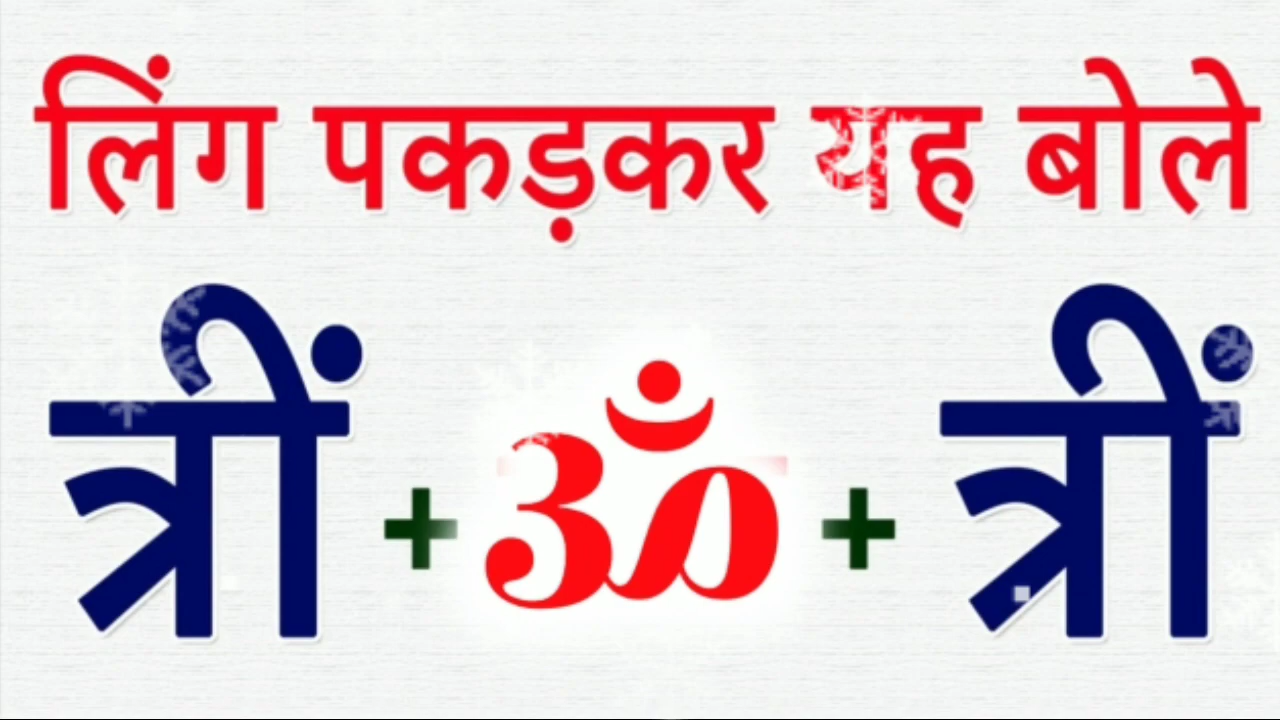 लिंग पकड़कर यह बोले
त्रीं + ॐ + त्रीं